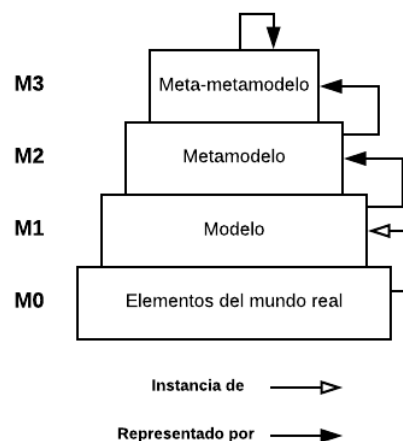 M3
Meta-metamodelo
M2
Metamodelo
M1
Modelo
M0
Elementos del mundo real
Instancia de
Representado por